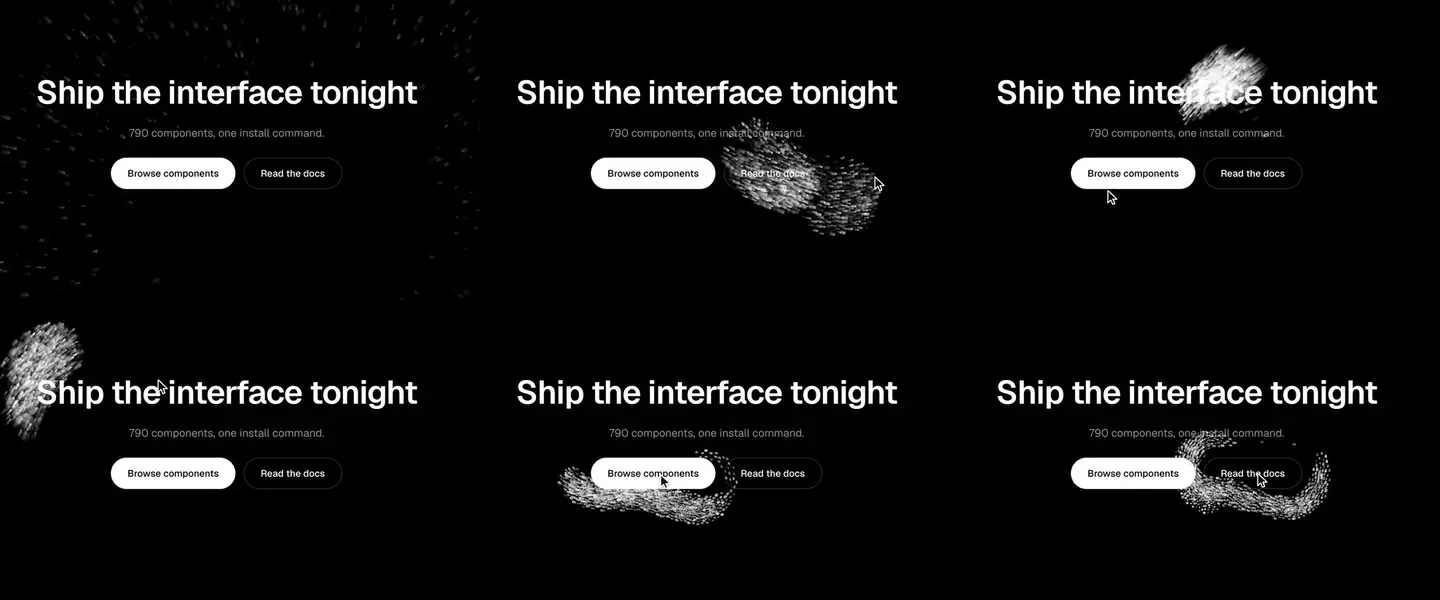 Ship the interface tonight
790 components, one install command.
Browse components
Read the docs
Ship the interface tonight
790 components, one install command.
Browse components
Read the docs
Ship the interface tonight
790 components, one install command.
Browse components
Read the docs
Ship the interface tonight
790 components, one install command.
Browse components
Read the docs
Ship the interface tonight
790 components, one install command.
Browse components
Read the docs
Ship the interface tonight
790 components, one install command.
Browse components
Read the docs